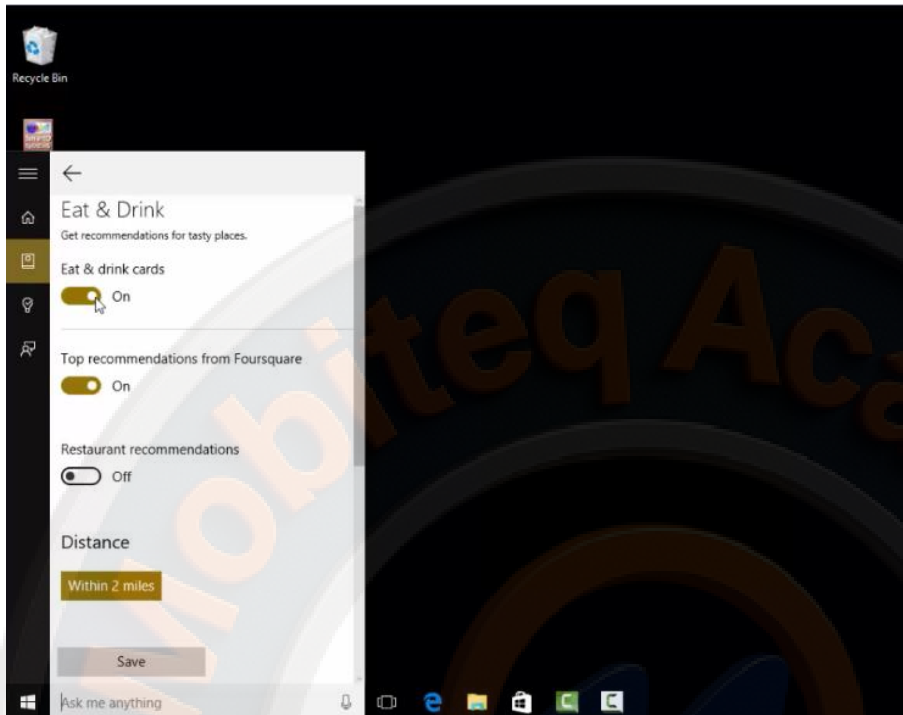 Recycle Bin
Eat & Drink
Get recommendations for tasty places.
Eat & drink cards
On
Top recommendations from Foursquare
On
Restaurant recommendations
Off
Distance
Within 2 miles
Save
Ask me anything
Mobiteq Aca